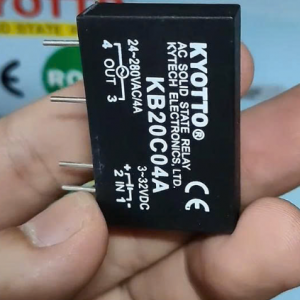 KYOTTO®
AC SOLID STATE RELAY
KYTECH ELECTRONICS, LTD.
KB20C04A
24~280VAC/4A
4 OUT 3
3~32VDC
2 IN 1
CE